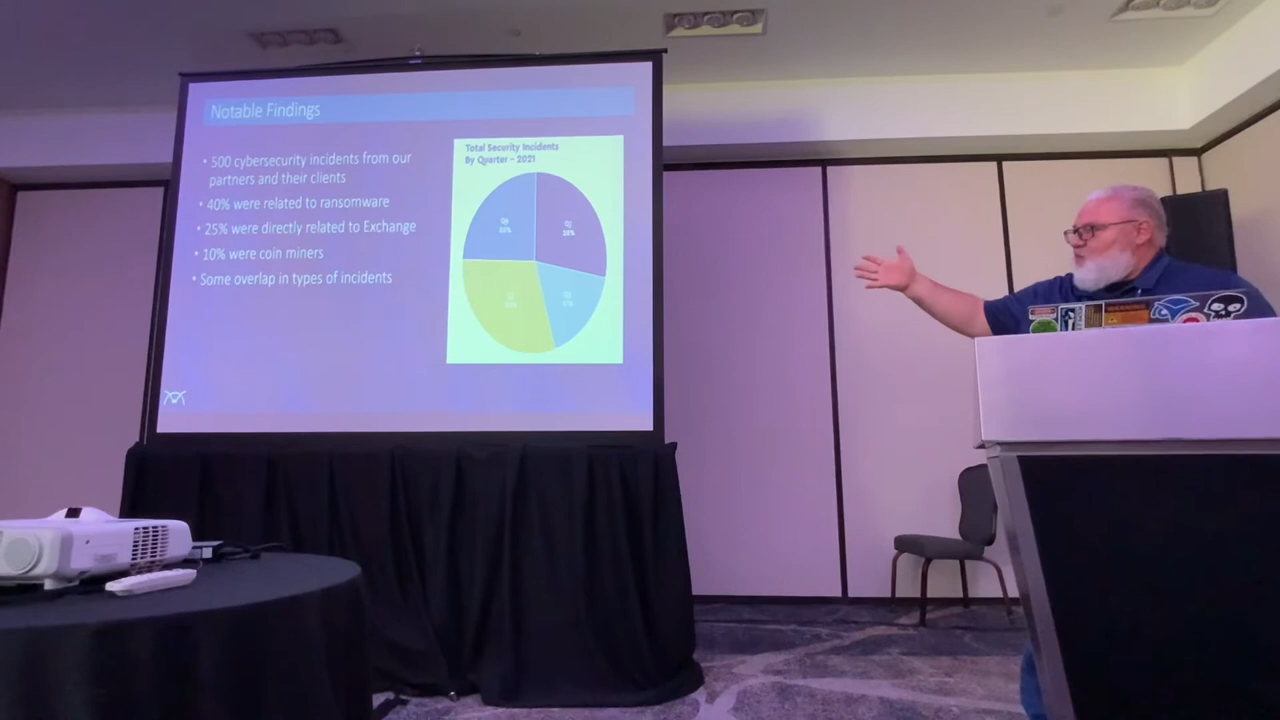 Notable Findings
• 500 cybersecurity incidents from our
partners and their clients
• 40% were related to ransomware
• 25% were directly related to Exchange
• 10% were coin miners
• Some overlap in types of incidents
Total Security Incidents
By Quarter - 2021